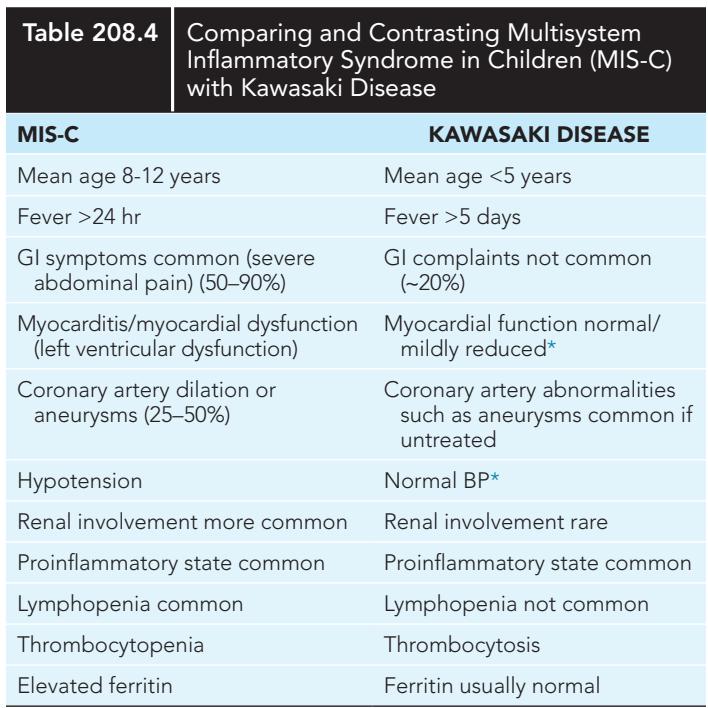 Table 208.4
Comparing and Contrasting Multisystem
Inflammatory Syndrome in Children (MIS-C)
with Kawasaki Disease
MIS-C KAWASAKI DISEASE
Mean age 8-12 years Mean age <5 years
Fever >24 hr Fever >5 days
GI symptoms common (severe GI complaints not common
abdominal pain) (50–90%) (~20%)
Myocarditis/myocardial dysfunction Myocardial function normal/
(left ventricular dysfunction) mildly reduced*
Coronary artery dilation or Coronary artery abnormalities
aneurysms (25–50%) such as aneurysms common if
untreated
Hypotension Normal BP*
Renal involvement more common Renal involvement rare
Proinflammatory state common Proinflammatory state common
Lymphopenia common Lymphopenia not common
Thrombocytopenia Thrombocytosis
Elevated ferritin Ferritin usually normal